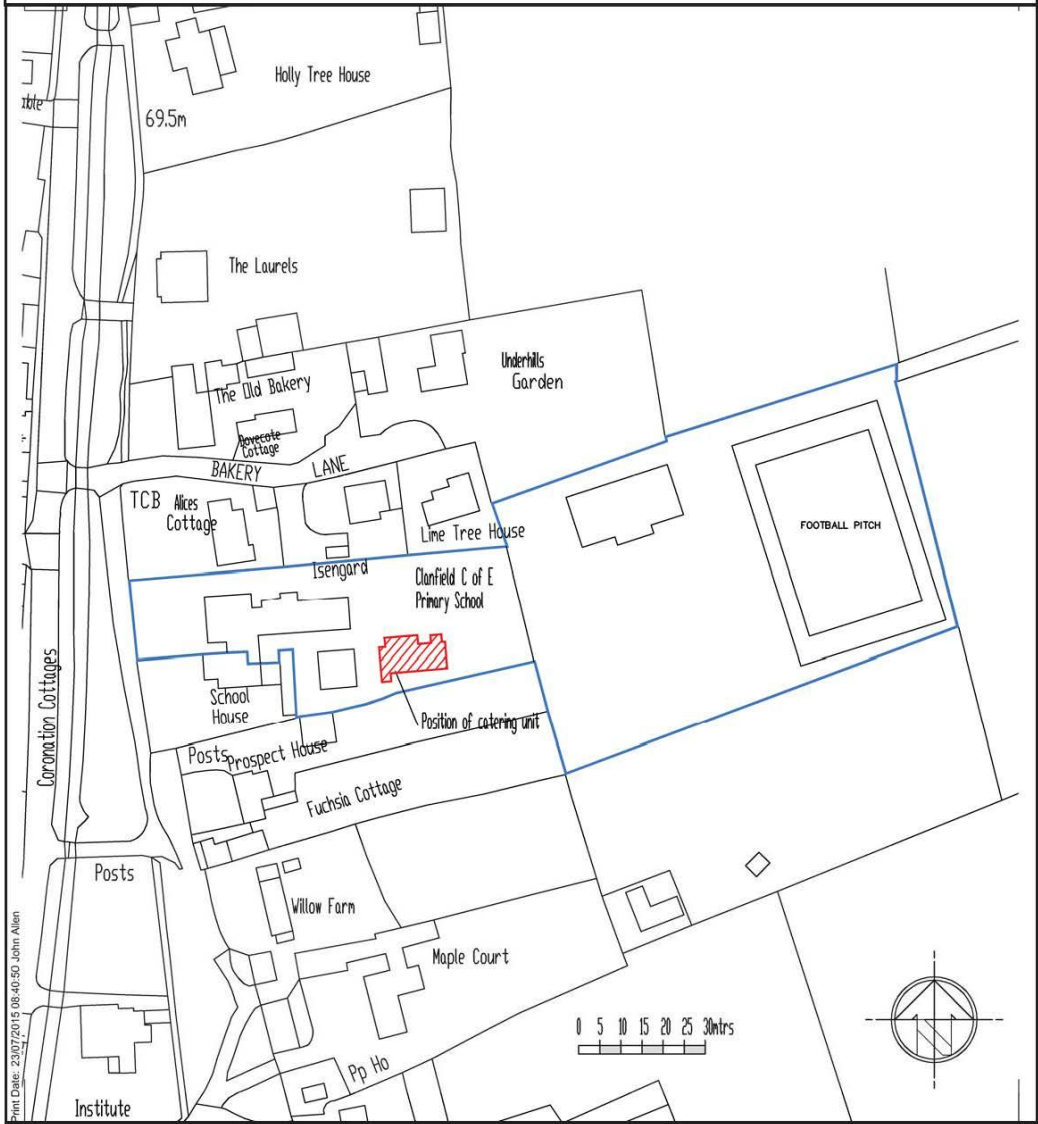 Holly Tree House
69.5m
The Laurels
Underhills
Garden
The Old Bakery
Dovecote
Cottage
BAKERY LANE
TCB
Alices
Cottage
Lime Tree House
FOOTBALL PITCH
Isengard
Clanfield C of E
Primary School
Coronation Cottages
School
House
Position of catering unit
Posts
Prospect House
Fuchsia Cottage
Posts
Willow Farm
Maple Court
0 5 10 15 20 25 30mtrs
N
Pp Ho
Institute
Print Date: 23/07/2015 08:40:50 John Allen